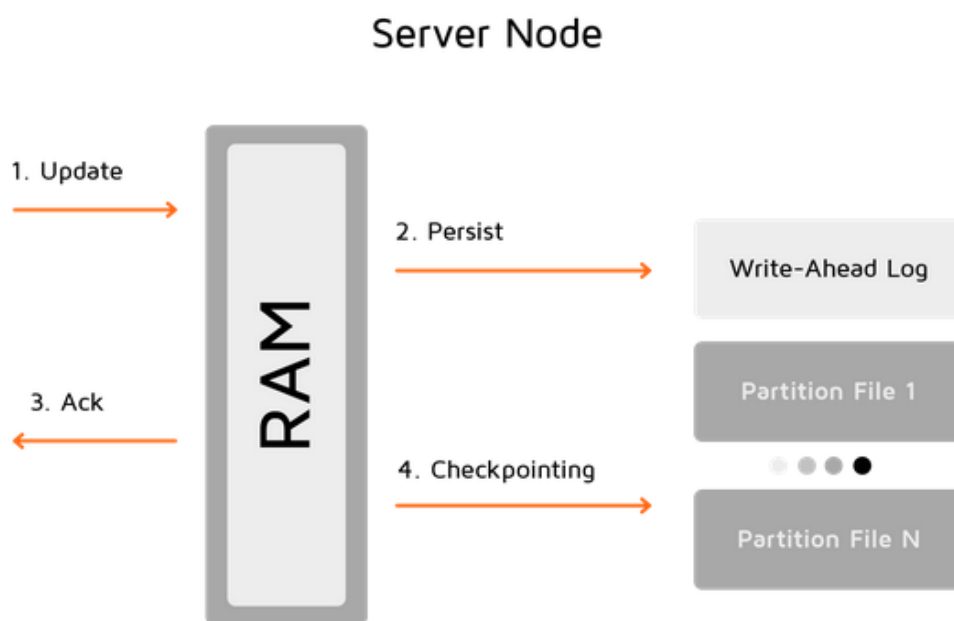 Server Node
1. Update
2. Persist
Write-Ahead Log
RAM
Partition File 1
3. Ack
4. Checkpointing
Partition File N